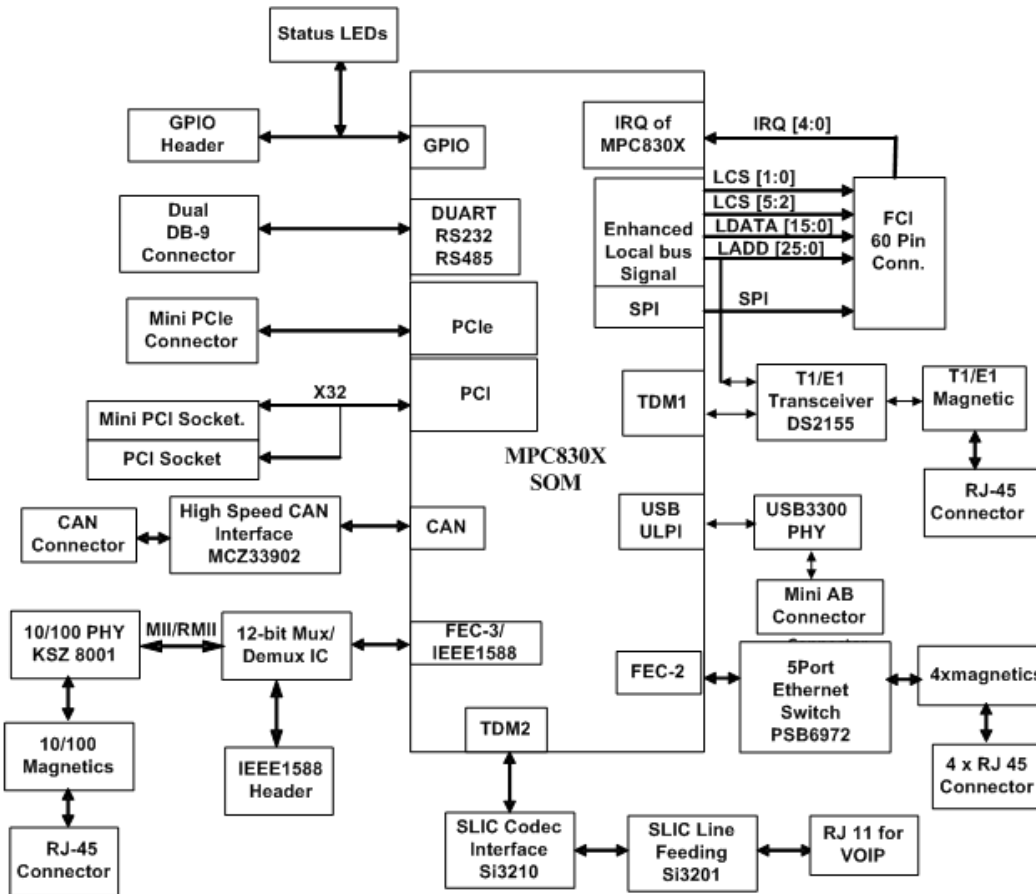 Status LEDs
GPIO
Header
GPIO
IRQ of
MPC830X
IRQ [4:0]
Dual
DB-9
Connector
DUART
RS232
RS485
Enhanced
Local bus
Signal
LCS [1:0]
LCS [5:2]
LDATA [15:0]
LADD [25:0]
FCI
60 Pin
Conn.
SPI
SPI
Mini PCIe
Connector
PCIe
X32
PCI
Mini PCI Socket.
PCI Socket
TDM1
T1/E1
Transceiver
DS2155
T1/E1
Magnetic
RJ-45
Connector
MPC830X
SOM
CAN
Connector
High Speed CAN
Interface
MCZ33902
CAN
USB
ULPI
USB3300
PHY
Mini AB
Connector
10/100 PHY
KSZ 8001
MII/RMII
12-bit Mux/
Demux IC
FEC-3/
IEEE1588
FEC-2
5Port
Ethernet
Switch
PSB6972
4xmagnetics
4 x RJ 45
Connector
10/100
Magnetics
IEEE1588
Header
RJ-45
Connector
TDM2
SLIC Codec
Interface
Si3210
SLIC Line
Feeding
Si3201
RJ 11 for
VOIP